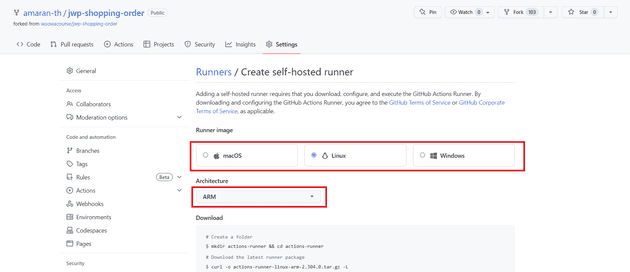 amaran-th / jwp-shopping-order Public
forked from woowacourse/jwp-shopping-order
Pin
Watch 0
Fork 103
Star 0
Code
Pull requests
Actions
Projects
Security
Insights
Settings
General
Access
Collaborators
Moderation options
Code and automation
Branches
Tags
Rules Beta
Actions
Webhooks
Environments
Codespaces
Pages
Security
Runners / Create self-hosted runner
Adding a self-hosted runner requires that you download, configure, and execute the GitHub Actions Runner. By
downloading and configuring the GitHub Actions Runner, you agree to the GitHub Terms of Service or GitHub Corporate
Terms of Service, as applicable.
Runner image
macOS
Linux
Windows
Architecture
ARM
Download
# Create a folder
$ mkdir actions-runner && cd actions-runner
# Download the latest runner package
$ curl -o actions-runner-linux-arm-2.304.0.tar.gz -L